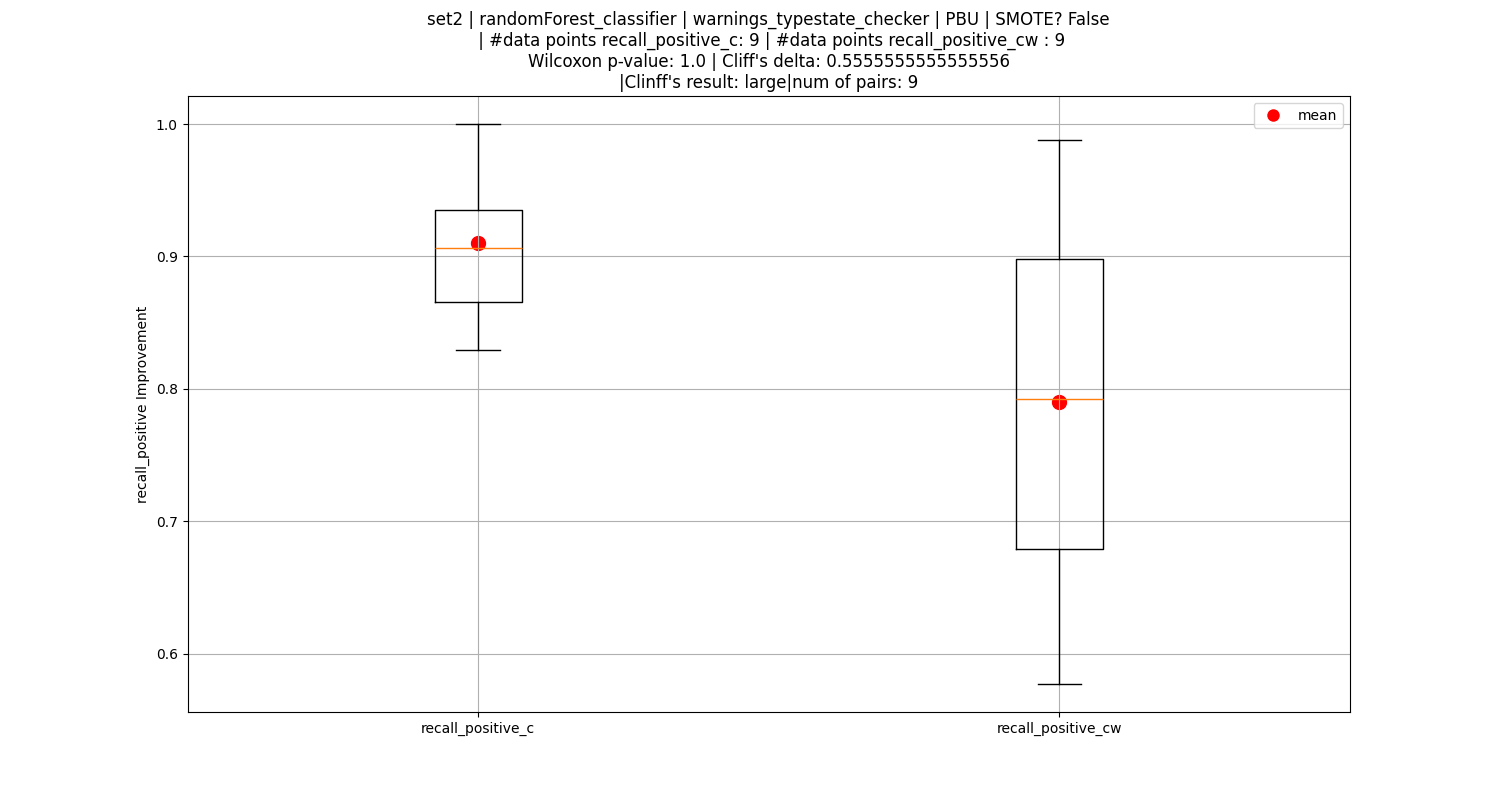 set2 | randomForest_classifier | warnings_typestate_checker | PBU | SMOTE? False
| #data points recall_positive_c: 9 | #data points recall_positive_cw : 9
Wilcoxon p-value: 1.0 | Cliff's delta: 0.5555555555555556
|Clinff's result: large|num of pairs: 9
mean
1.0
0.9
0.8
0.7
0.6
recall_positive Improvement
recall_positive_c
recall_positive_cw